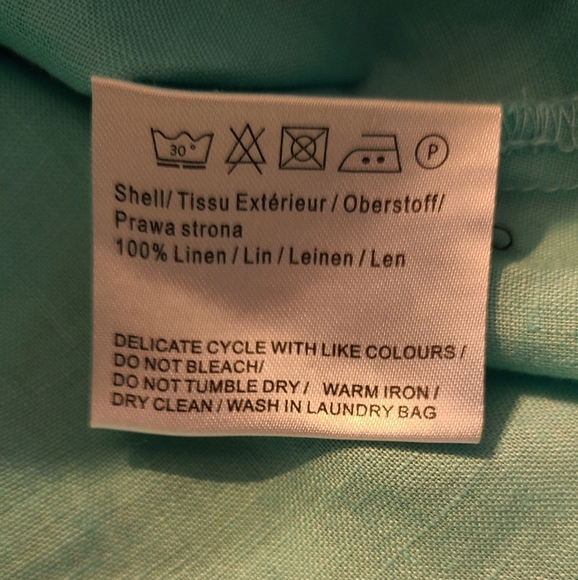 30°
P
Shell/ Tissu Extérieur / Oberstoff/
Prawa strona
100% Linen / Lin / Leinen / Len
DELICATE CYCLE WITH LIKE COLOURS /
DO NOT BLEACH/
DO NOT TUMBLE DRY / WARM IRON /
DRY CLEAN / WASH IN LAUNDRY BAG